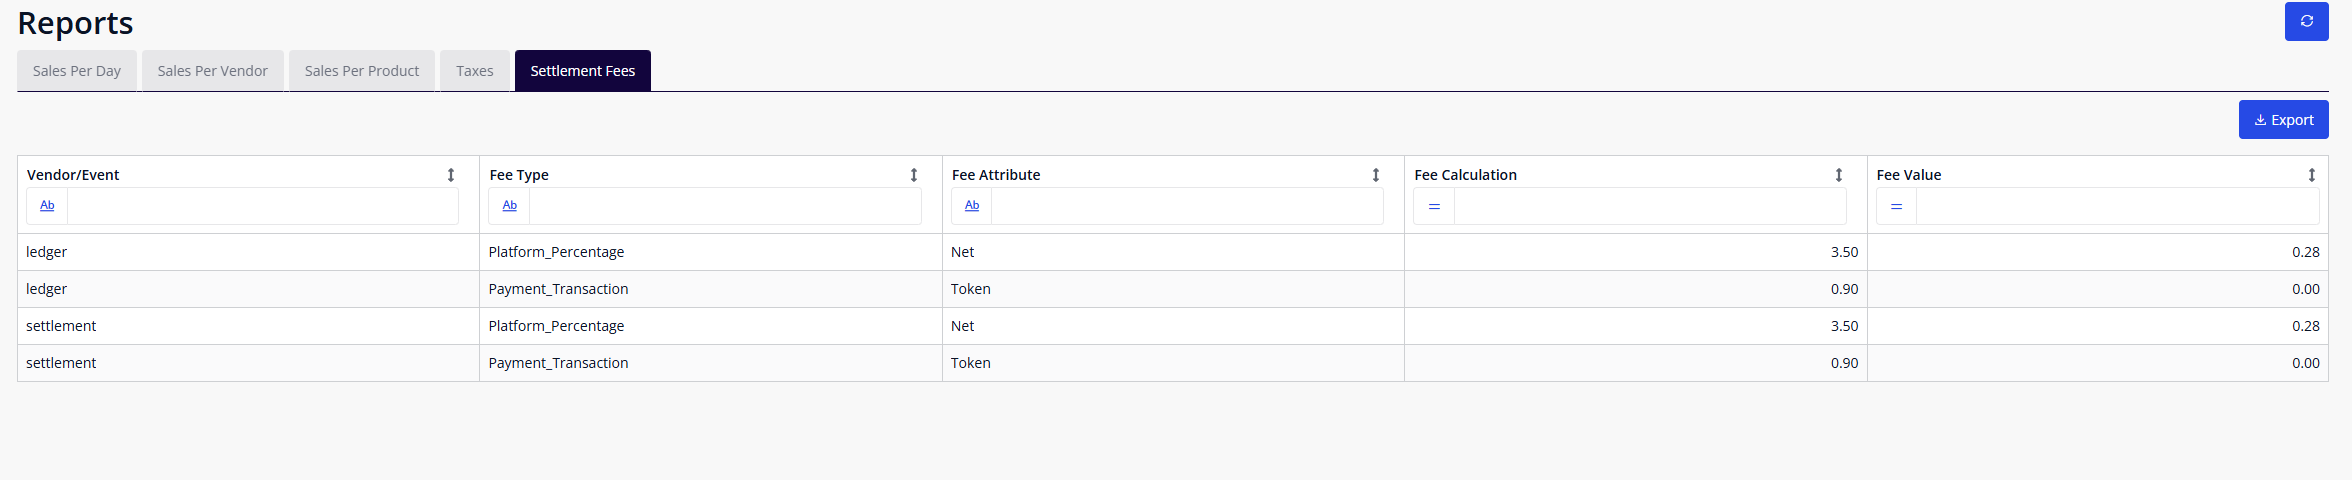 Reports
Sales Per Day Sales Per Vendor Sales Per Product Taxes Settlement Fees
Export
Vendor/Event Fee Type Fee Attribute Fee Calculation Fee Value
Ab Ab Ab = =
ledger Platform_Percentage Net 3.50 0.28
ledger Payment_Transaction Token 0.90 0.00
settlement Platform_Percentage Net 3.50 0.28
settlement Payment_Transaction Token 0.90 0.00